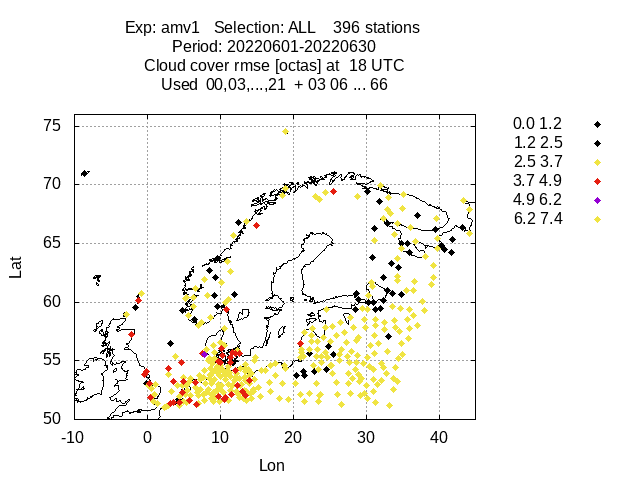 Exp: amv1 Selection: ALL 396 stations
Period: 20220601-20220630
Cloud cover rmse [octas] at 18 UTC
Used 00,03,...,21 + 03 06 ... 66
0.0 1.2
1.2 2.5
2.5 3.7
3.7 4.9
4.9 6.2
6.2 7.4
Lat
75
70
65
60
55
50
-10 0 10 20 30 40
Lon